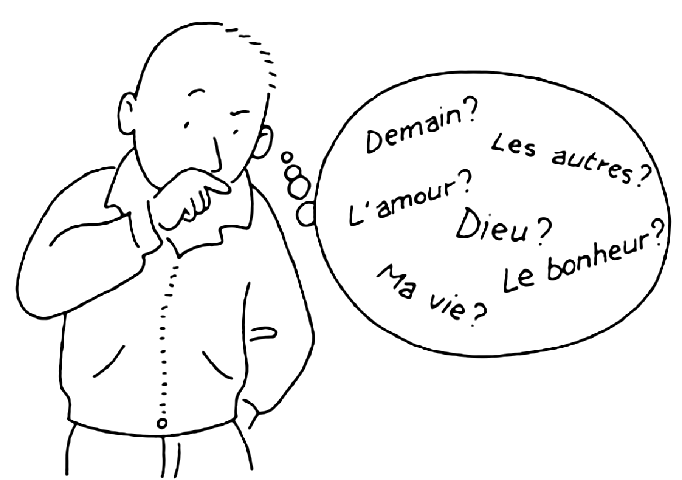 Demain?
Les autres?
L'amour?
Dieu?
Le bonheur?
Ma vie?